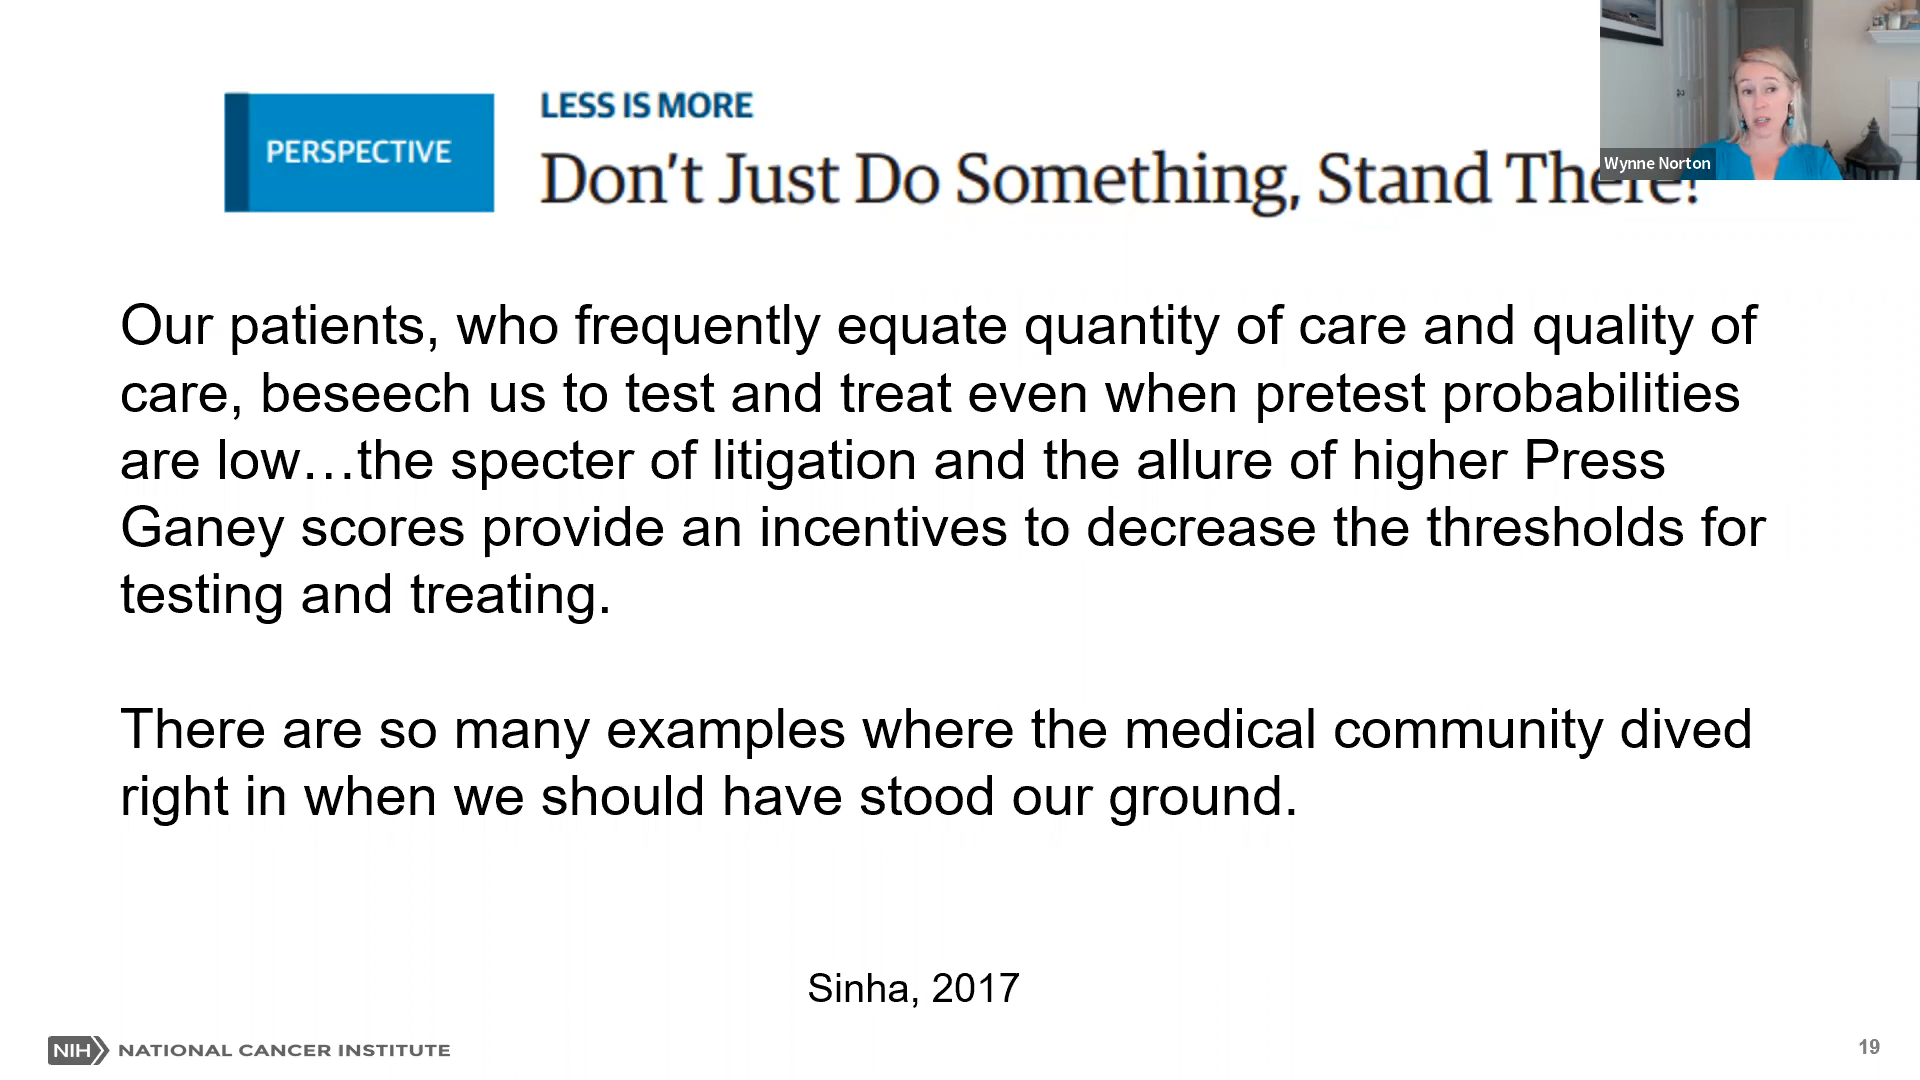 PERSPECTIVE
LESS IS MORE
Don't Just Do Something, Stand There!
Wynne Norton
Our patients, who frequently equate quantity of care and quality of
care, beseech us to test and treat even when pretest probabilities
are low…the specter of litigation and the allure of higher Press
Ganey scores provide an incentives to decrease the thresholds for
testing and treating.
There are so many examples where the medical community dived
right in when we should have stood our ground.
Sinha, 2017
NIH NATIONAL CANCER INSTITUTE
19